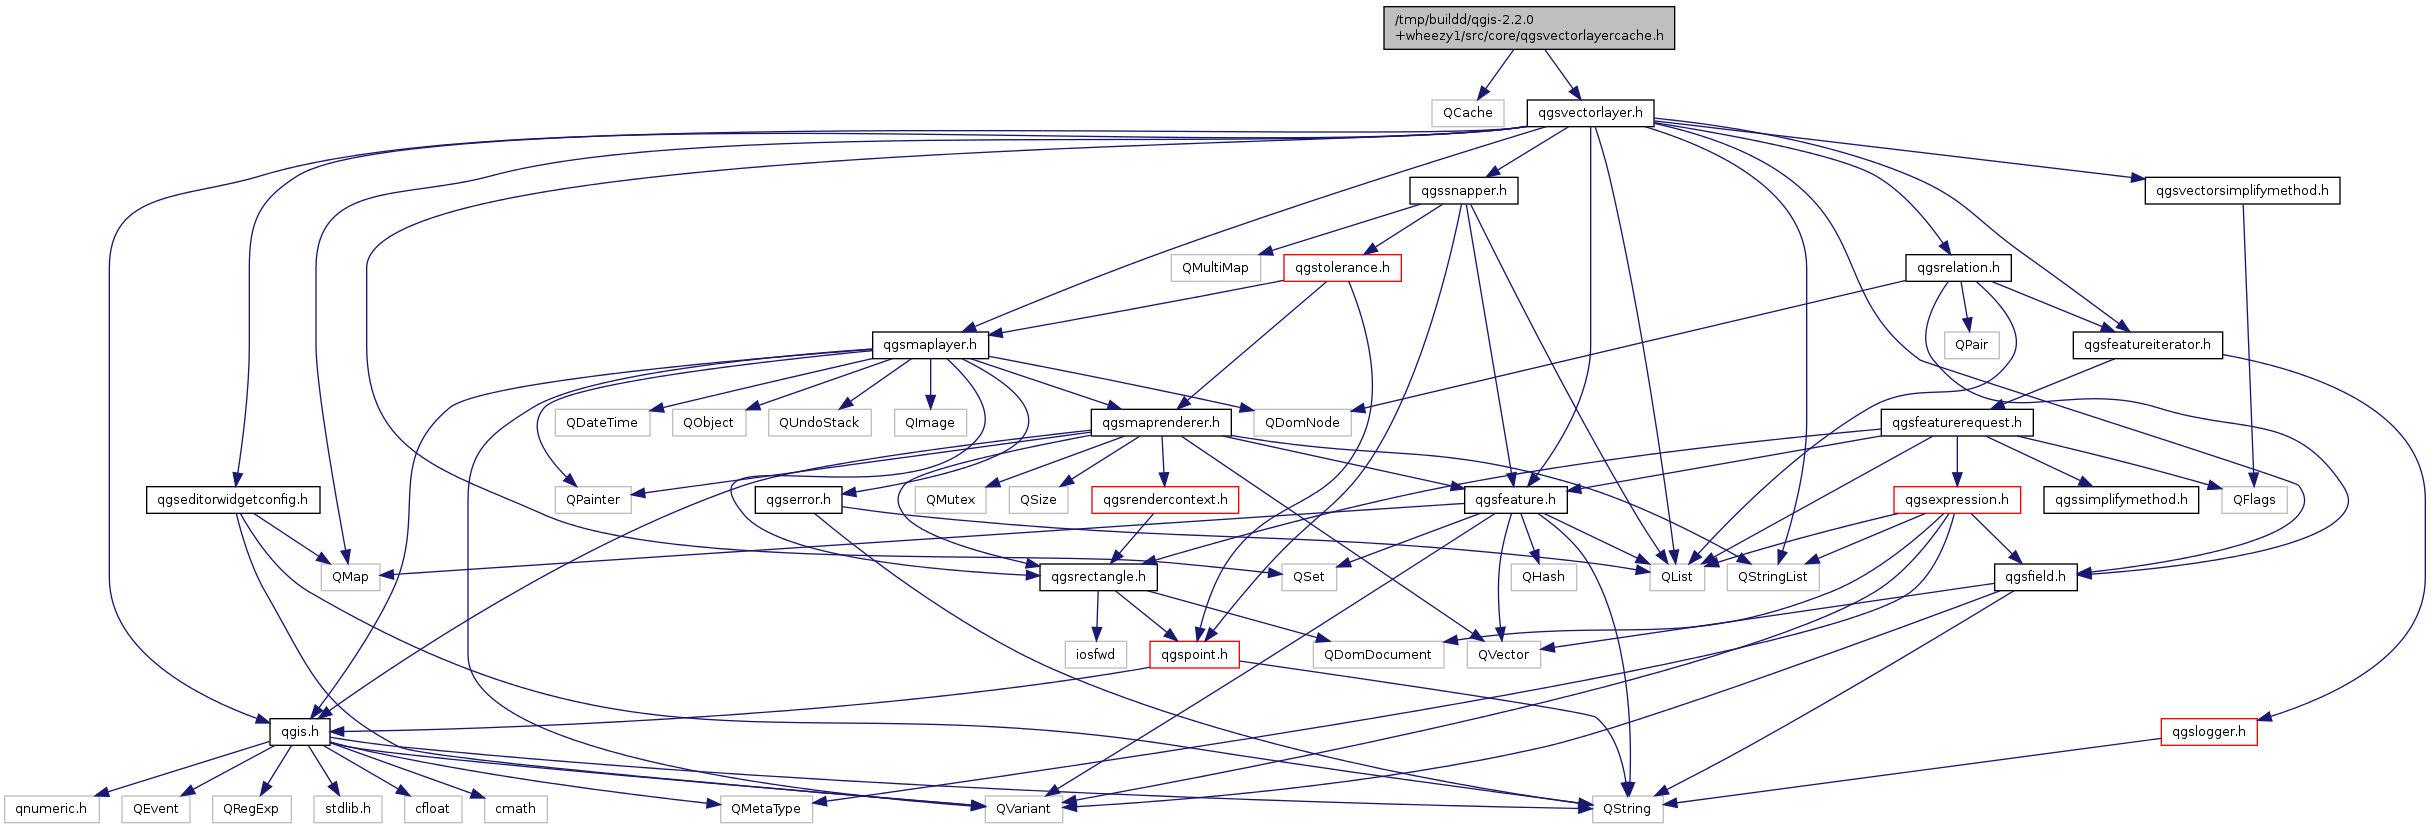 /tmp/buildd/qgis-2.2.0
+wheezy1/src/core/qgsvectorlayercache.h
QCache
qgsvectorlayer.h
qgssnapper.h
qgsvectorsimplifymethod.h
QMultiMap
qgstolerance.h
qgsrelation.h
qgsmaplayer.h
QPair
qgsfeatureiterator.h
QDateTime
QObject
QUndoStack
QImage
qgsmaprenderer.h
QDomNode
qgsfeaturerequest.h
qgseditorwidgetconfig.h
QPainter
qgserror.h
QMutex
QSize
qgsrendercontext.h
qgsfeature.h
qgsexpression.h
qgssimplifymethod.h
QFlags
QMap
qgsrectangle.h
QSet
QHash
QList
QStringList
qgsfield.h
iosfwd
qgspoint.h
QDomDocument
QVector
qgis.h
qgslogger.h
qnumeric.h
QEvent
QRegExp
stdlib.h
cfloat
cmath
QMetaType
QVariant
QString